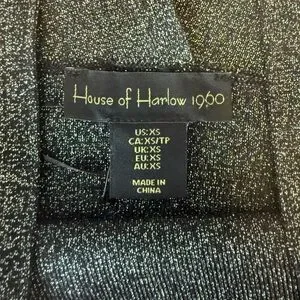 House of Harlow 1960
US:XS
CA:XS/TP
UK:XS
EU:XS
AU:XS
MADE IN
CHINA